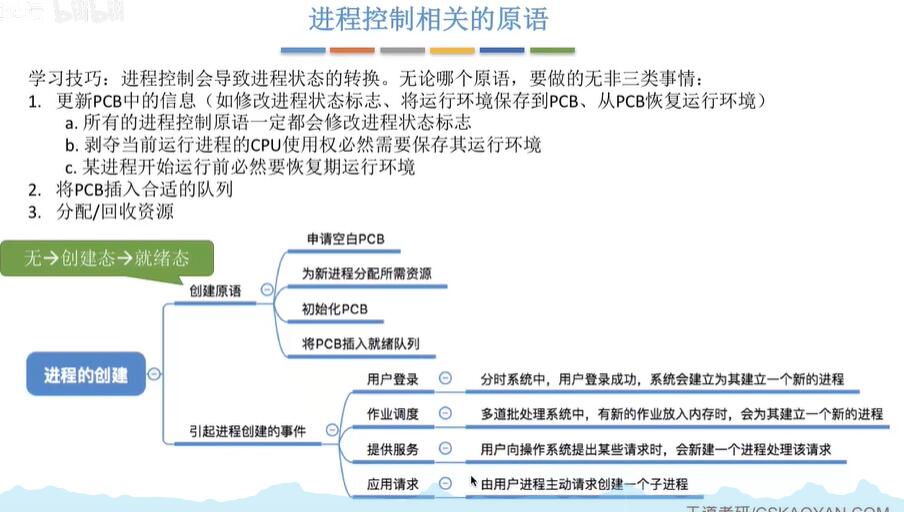 bilibili
进程控制相关的原语
学习技巧：进程控制会导致进程状态的转换。无论哪个原语，要做的无非三类事情：
1. 更新PCB中的信息（如修改进程状态标志、将运行环境保存到PCB、从PCB恢复运行环境）
a. 所有的进程控制原语一定都会修改进程状态标志
b. 剥夺当前运行进程的CPU使用权必然需要保存其运行环境
c. 某进程开始运行前必然要恢复期运行环境
2. 将PCB插入合适的队列
3. 分配/回收资源
无→创建态→就绪态
进程的创建
创建原语
申请空白PCB
为新进程分配所需资源
初始化PCB
将PCB插入就绪队列
引起进程创建的事件
用户登录
分时系统中，用户登录成功，系统会建立为其建立一个新的进程
作业调度
多道批处理系统中，有新的作业放入内存时，会为其建立一个新的进程
提供服务
用户向操作系统提出某些请求时，会新建一个进程处理该请求
应用请求
由用户进程主动请求创建一个子进程
王道考研/CSKAOYAN.COM